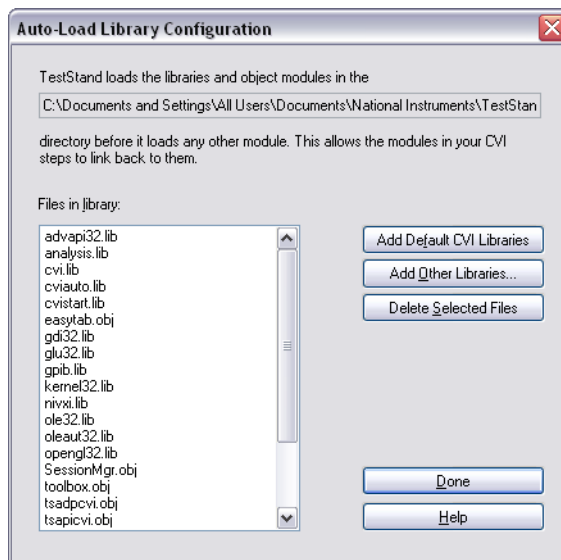 Auto-Load Library Configuration
TestStand loads the libraries and object modules in the
C:\Documents and Settings\All Users\Documents\National Instruments\TestStan
directory before it loads any other module. This allows the modules in your CVI
steps to link back to them.
Files in library:
advapi32.lib
analysis.lib
cvi.lib
cviauto.lib
cvistart.lib
easytab.obj
gdi32.lib
glu32.lib
gpib.lib
kernel32.lib
nivxi.lib
ole32.lib
oleaut32.lib
opengl32.lib
SessionMgr.obj
toolbox.obj
tsadpcvi.obj
tsapicvi.obj
Add Default CVI Libraries
Add Other Libraries...
Delete Selected Files
Done
Help